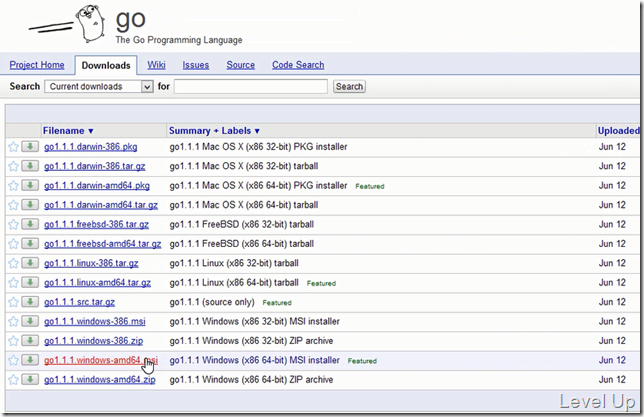 go
The Go Programming Language
Project Home Downloads Wiki Issues Source Code Search
Search Current downloads for Search
Filename ▼ Summary + Labels ▼ Uploaded
go1.1.1.darwin-386.pkg go1.1.1 Mac OS X (x86 32-bit) PKG installer Jun 12
go1.1.1.darwin-386.tar.gz go1.1.1 Mac OS X (x86 32-bit) tarball Jun 12
go1.1.1.darwin-amd64.pkg go1.1.1 Mac OS X (x86 64-bit) PKG installer Featured Jun 12
go1.1.1.darwin-amd64.tar.gz go1.1.1 Mac OS X (x86 64-bit) tarball Jun 12
go1.1.1.freebsd-386.tar.gz go1.1.1 FreeBSD (x86 32-bit) tarball Jun 12
go1.1.1.freebsd-amd64.tar.gz go1.1.1 FreeBSD (x86 64-bit) tarball Jun 12
go1.1.1.linux-386.tar.gz go1.1.1 Linux (x86 32-bit) tarball Jun 12
go1.1.1.linux-amd64.tar.gz go1.1.1 Linux (x86 64-bit) tarball Featured Jun 12
go1.1.1.src.tar.gz go1.1.1 (source only) Featured Jun 12
go1.1.1.windows-386.msi go1.1.1 Windows (x86 32-bit) MSI installer Jun 12
go1.1.1.windows-386.zip go1.1.1 Windows (x86 32-bit) ZIP archive Jun 12
go1.1.1.windows-amd64.msi go1.1.1 Windows (x86 64-bit) MSI installer Featured Jun 12
go1.1.1.windows-amd64.zip go1.1.1 Windows (x86 64-bit) ZIP archive Jun 12
Level Up